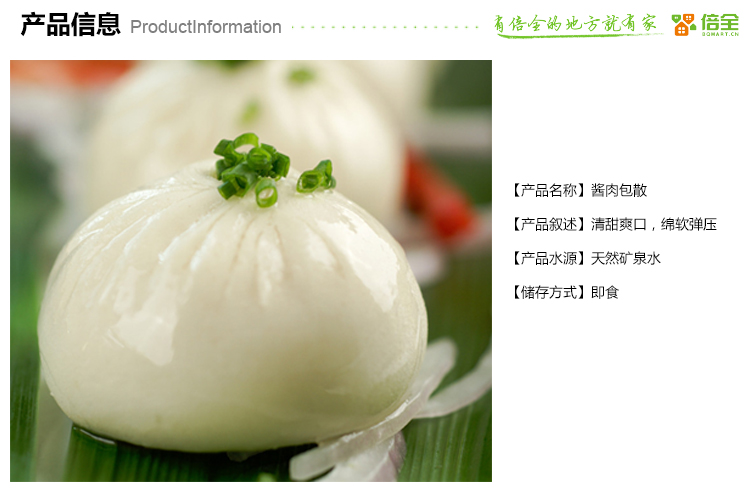 产品信息 ProductInformation
有倍全的地方就有家
倍全
BQMART.CN
【产品名称】酱肉包散
【产品叙述】清甜爽口，绵软弹压
【产品水源】天然矿泉水
【储存方式】即食